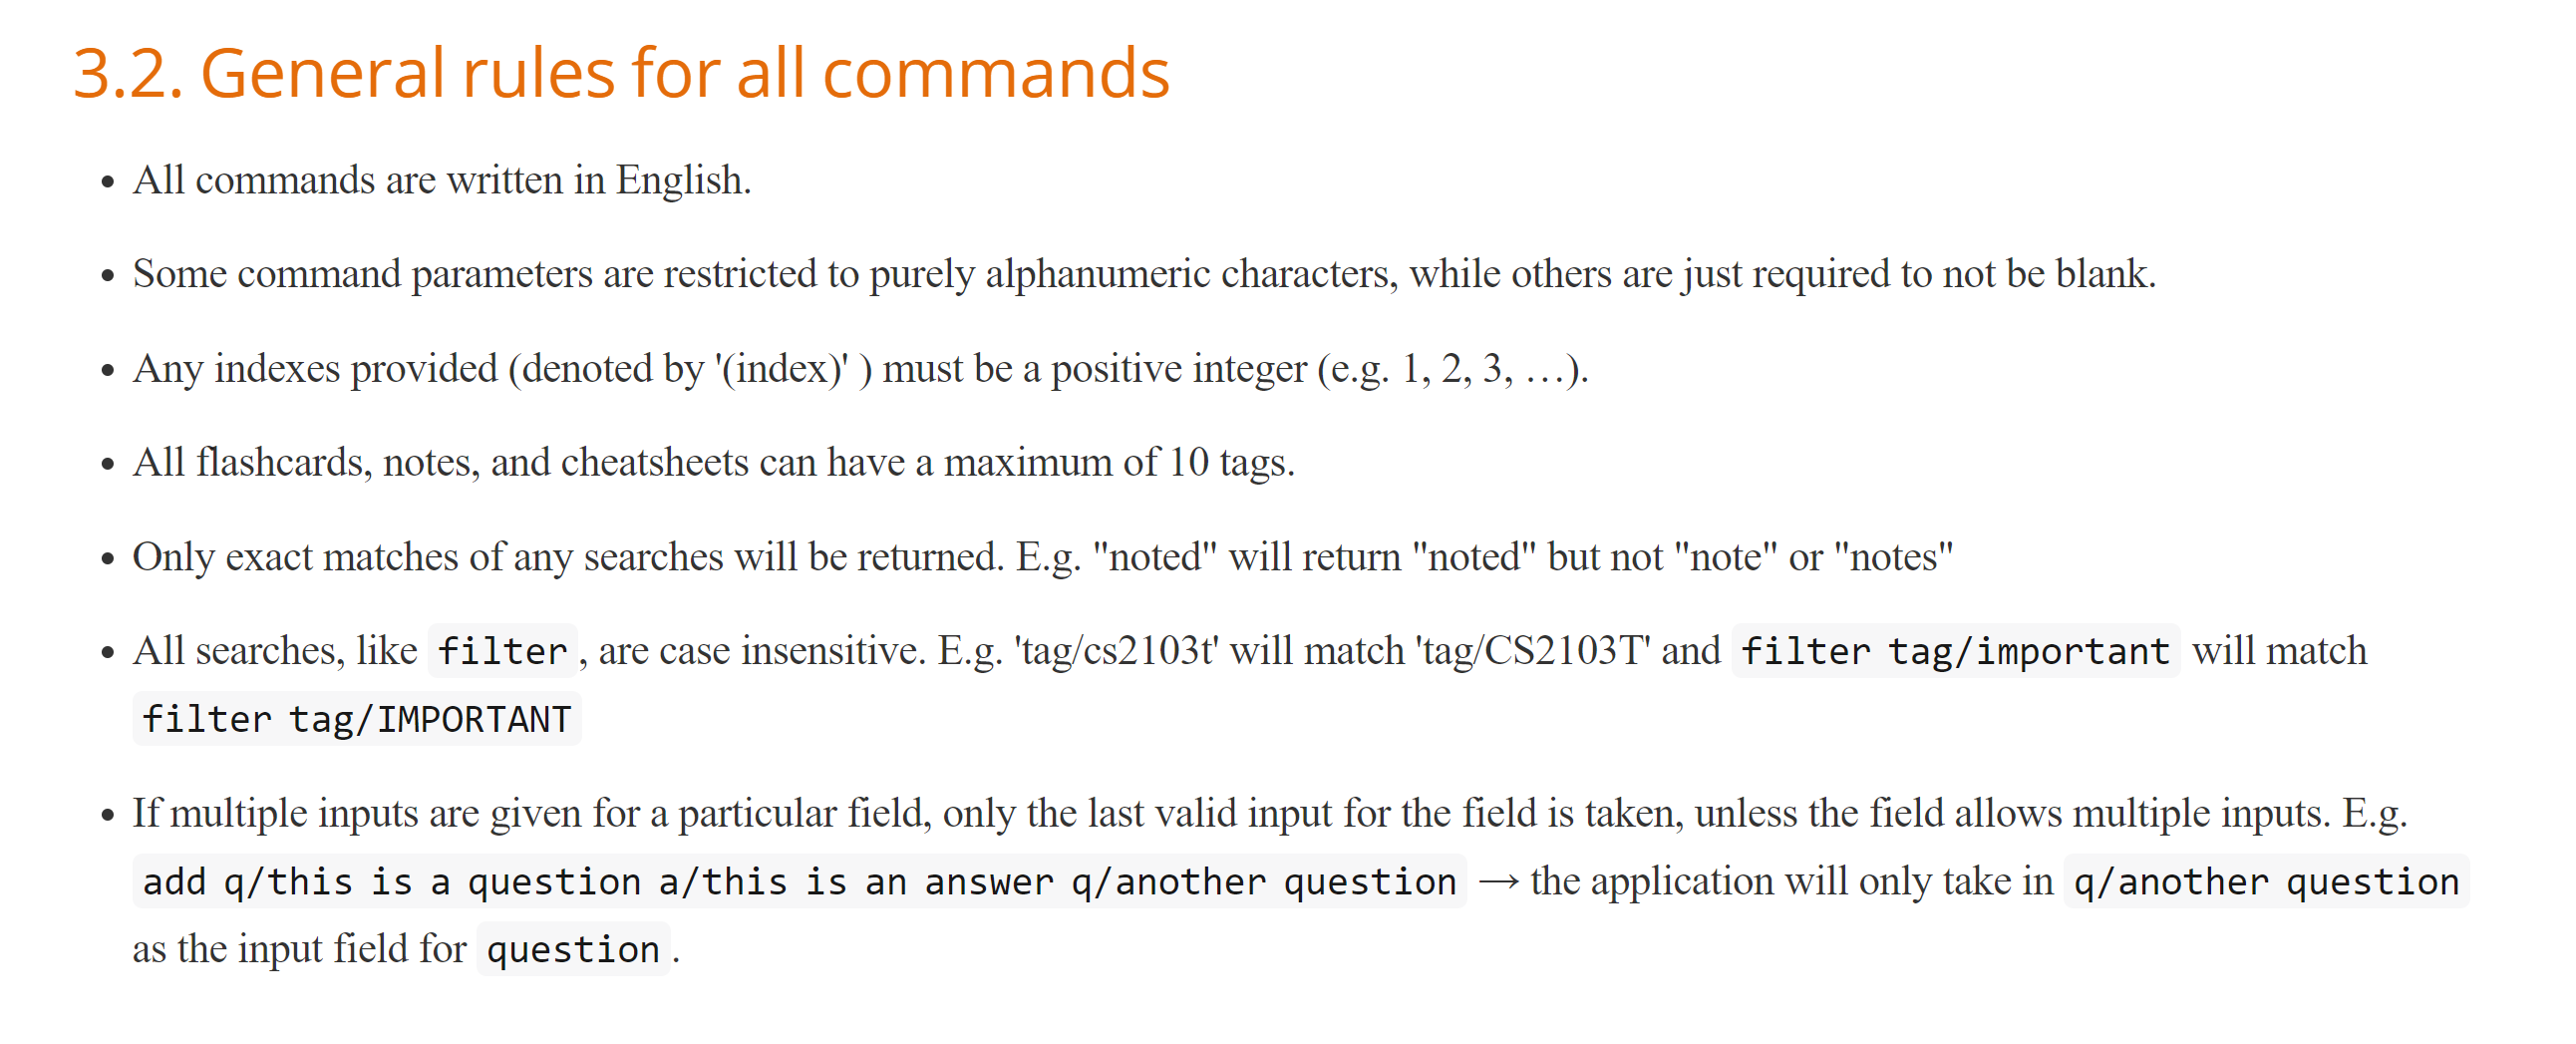 3.2. General rules for all commands
• All commands are written in English.
• Some command parameters are restricted to purely alphanumeric characters, while others are just required to not be blank.
• Any indexes provided (denoted by '(index)' ) must be a positive integer (e.g. 1, 2, 3, …).
• All flashcards, notes, and cheatsheets can have a maximum of 10 tags.
• Only exact matches of any searches will be returned. E.g. "noted" will return "noted" but not "note" or "notes"
• All searches, like filter , are case insensitive. E.g. 'tag/cs2103t' will match 'tag/CS2103T' and filter tag/important will match
filter tag/IMPORTANT
• If multiple inputs are given for a particular field, only the last valid input for the field is taken, unless the field allows multiple inputs. E.g.
add q/this is a question a/this is an answer q/another question → the application will only take in q/another question
as the input field for question .